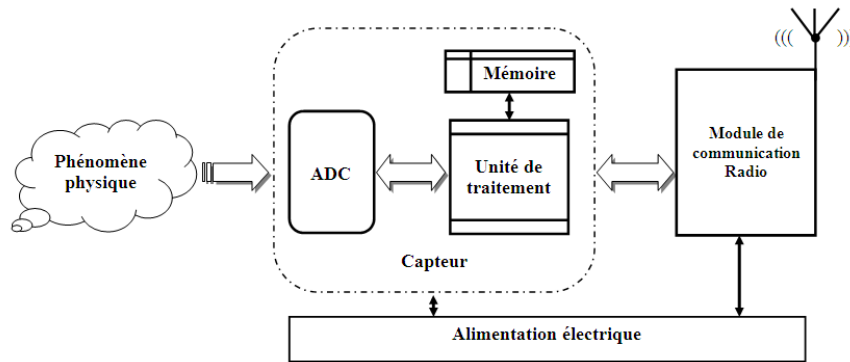 Phénomène
physique
ADC
Mémoire
Unité de
traitement
Capteur
((( ))
Module de
communication
Radio
Alimentation électrique